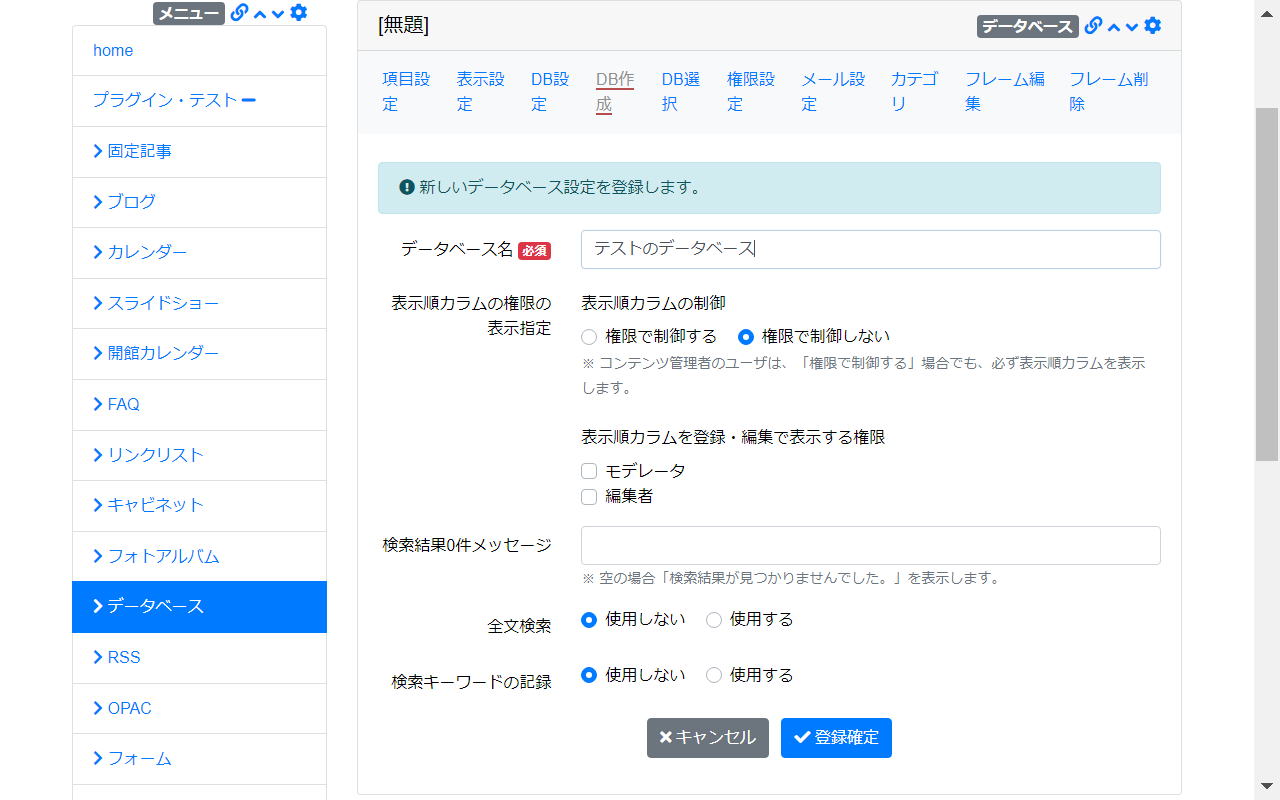 メニュー
home
プラグイン・テスト
固定記事
ブログ
カレンダー
スライドショー
開館カレンダー
FAQ
リンクリスト
キャビネット
フォトアルバム
データベース
RSS
OPAC
フォーム
[無題]
データベース
項目設定
表示設定
DB設定
DB作成
DB選択
権限設定
メール設定
カテゴリ
フレーム編集
フレーム削除
新しいデータベース設定を登録します。
データベース名 必須
テストのデータベース
表示順カラムの権限の
表示指定
表示順カラムの制御
権限で制御する 権限で制御しない
※ コンテンツ管理者のユーザは、「権限で制御する」場合でも、必ず表示順カラムを表示
します。
表示順カラムを登録・編集で表示する権限
モデレータ
編集者
検索結果0件メッセージ
※ 空の場合「検索結果が見つかりませんでした。」を表示します。
全文検索
使用しない 使用する
検索キーワードの記録
使用しない 使用する
キャンセル 登録確定